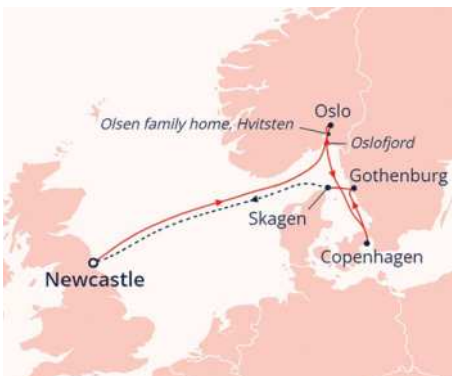 Oslo
Olsen family home, Hvitsten
Oslofjord
Gothenburg
Skagen
Copenhagen
Newcastle